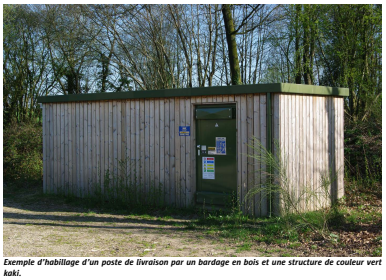 Exemple d'habillage d'un poste de livraison par un bardage en bois et une structure de couleur vert
kaki.